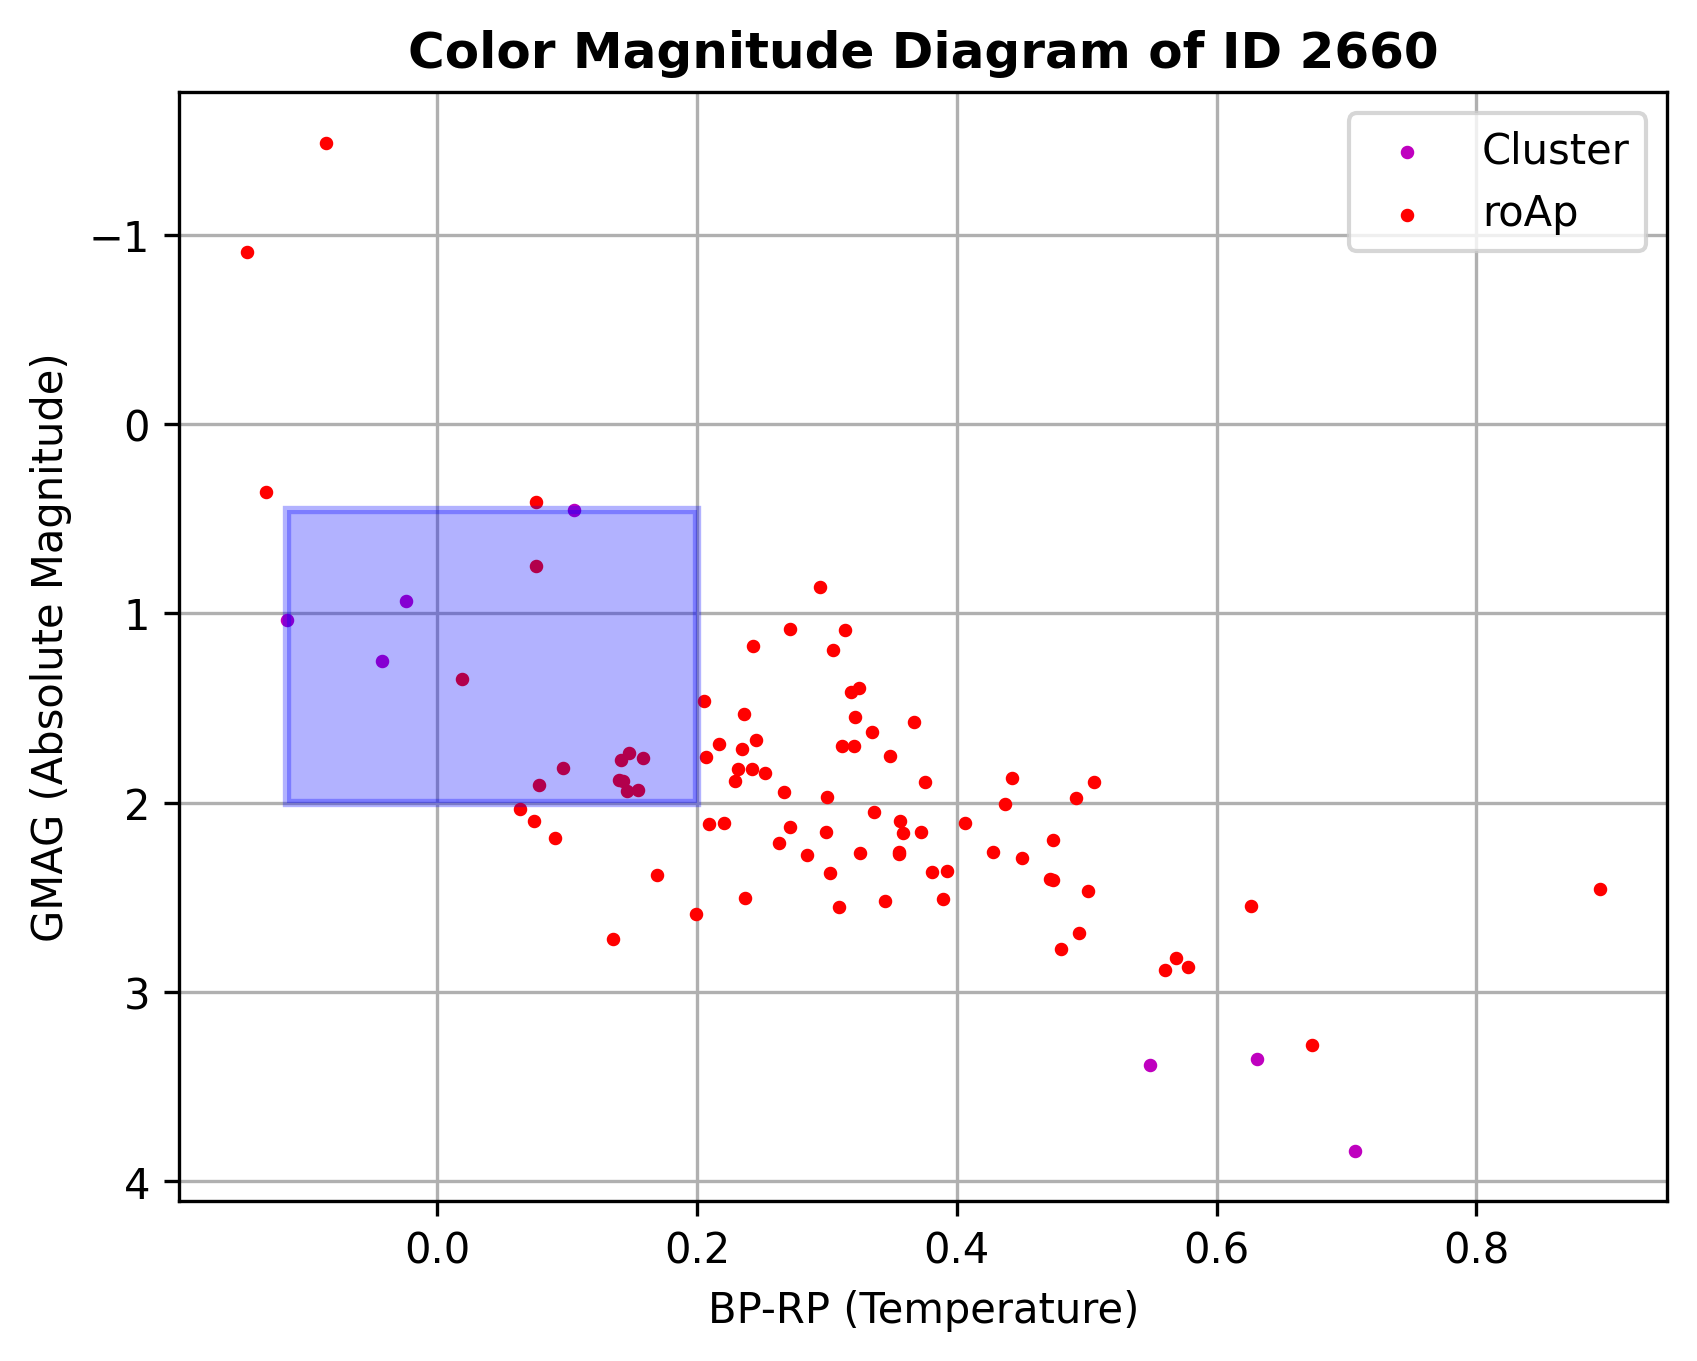 Color Magnitude Diagram of ID 2660
Cluster
roAp
GMAG (Absolute Magnitude)
−1
0
1
2
3
4
0.0 0.2 0.4 0.6 0.8
BP-RP (Temperature)